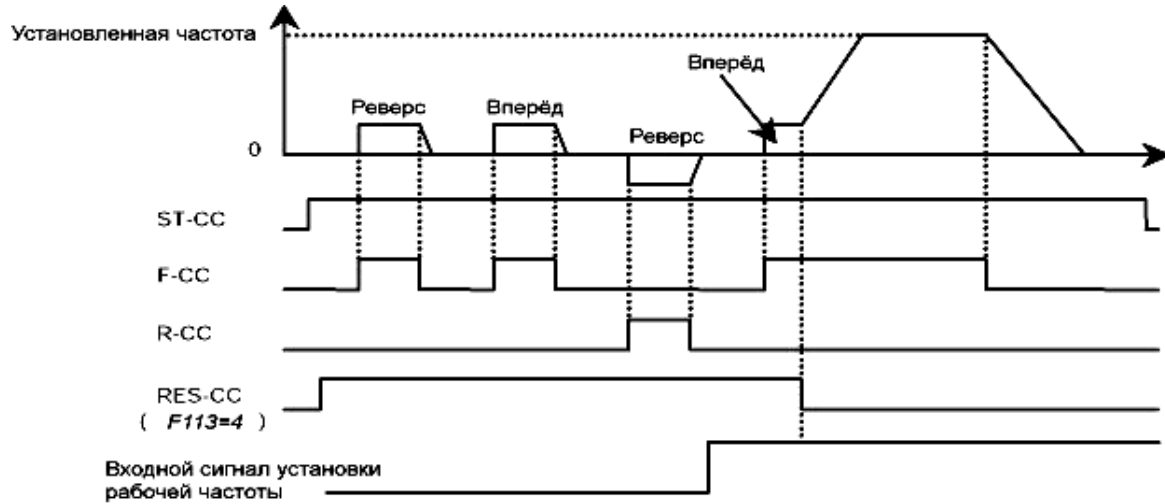 Установленная частота
Вперёд
Реверс
Вперёд
Реверс
0
ST-CC
F-CC
R-CC
RES-CC
( F113=4 )
Входной сигнал установки
рабочей частоты